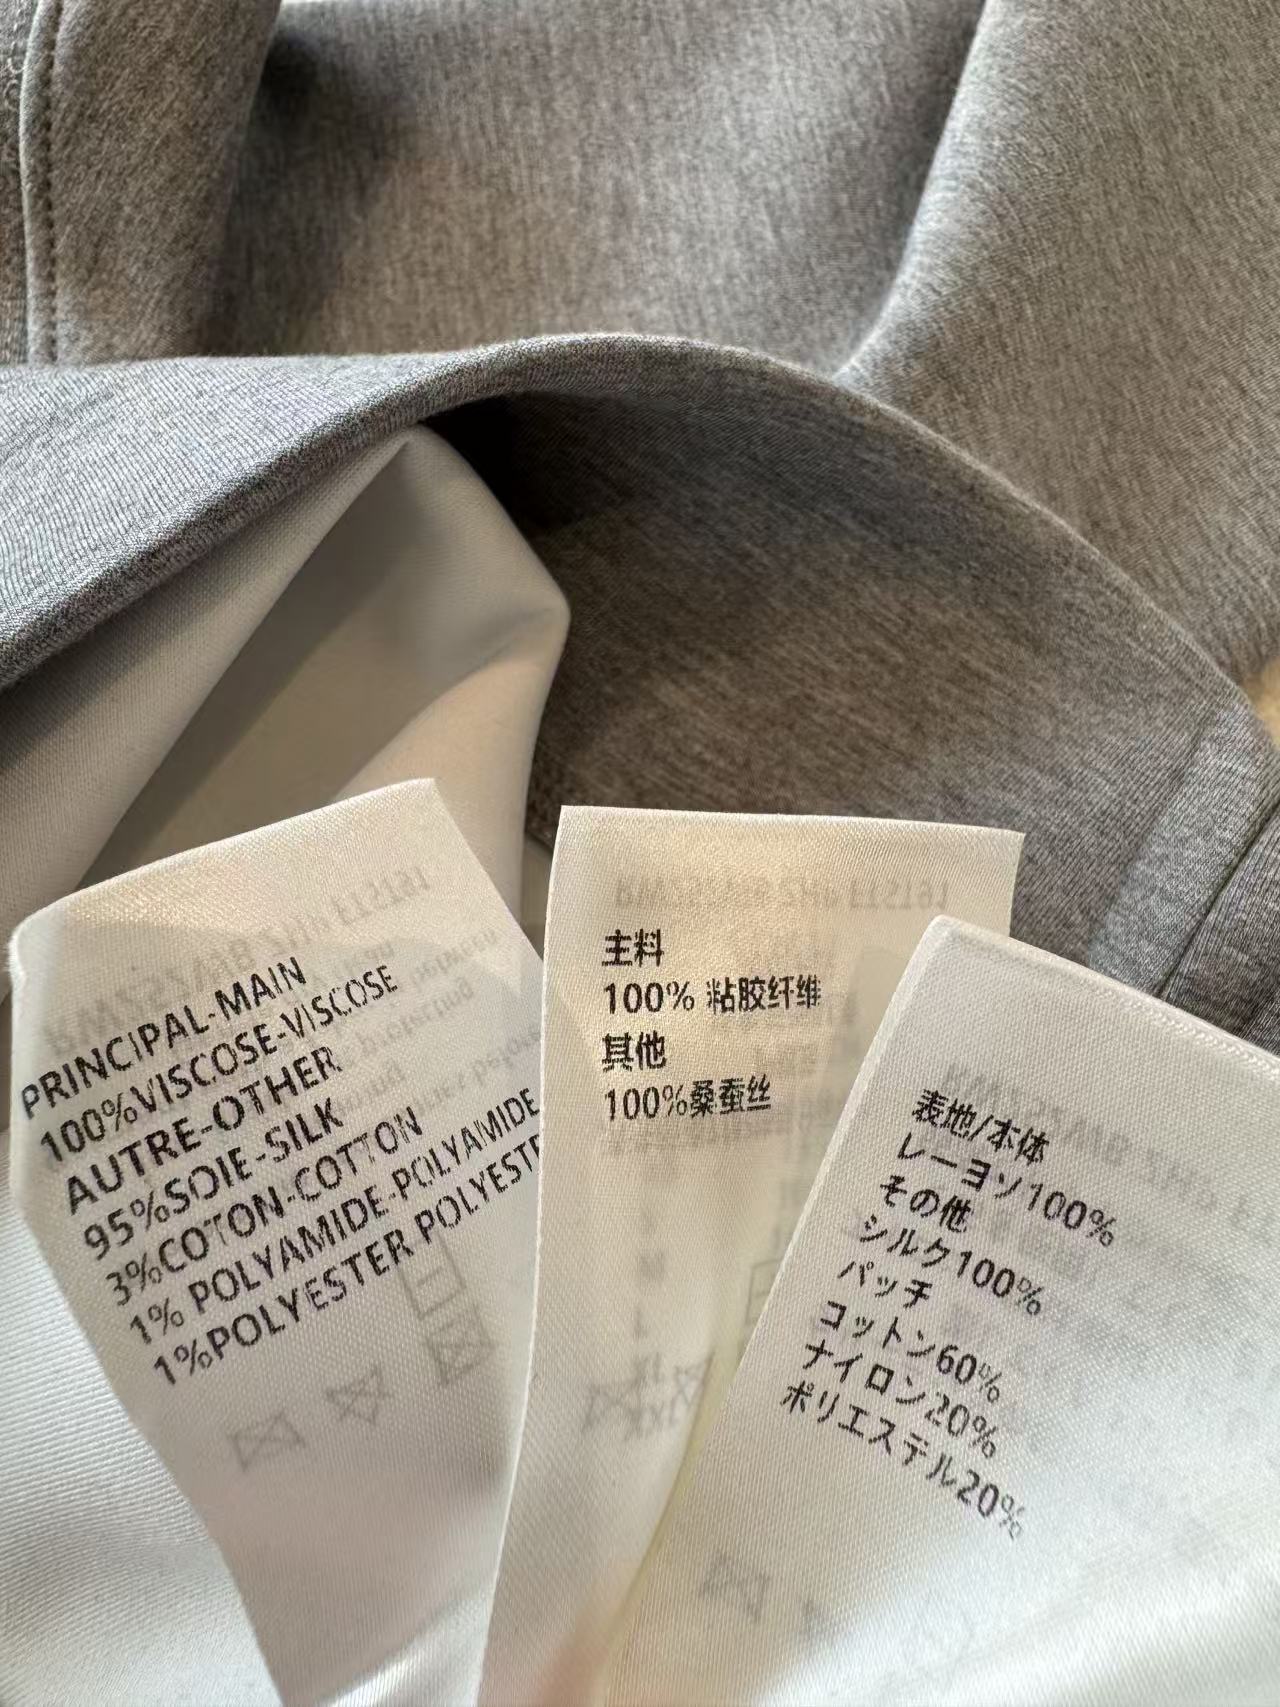 PRINCIPAL-MAIN
100%VISCOSE-VISCOSE
AUTRE-OTHER
95%SOIE-SILK
3%COTON-COTTON
1% POLYAMIDE-POLYAMIDE
1%POLYESTER POLYESTE
主料
100% 粘胶纤维
其他
100%桑蚕丝
表地/本体
レーヨン100%
その他
シルク100%
パッチ
コットン60%
ナイロン20%
ポリエステル20%